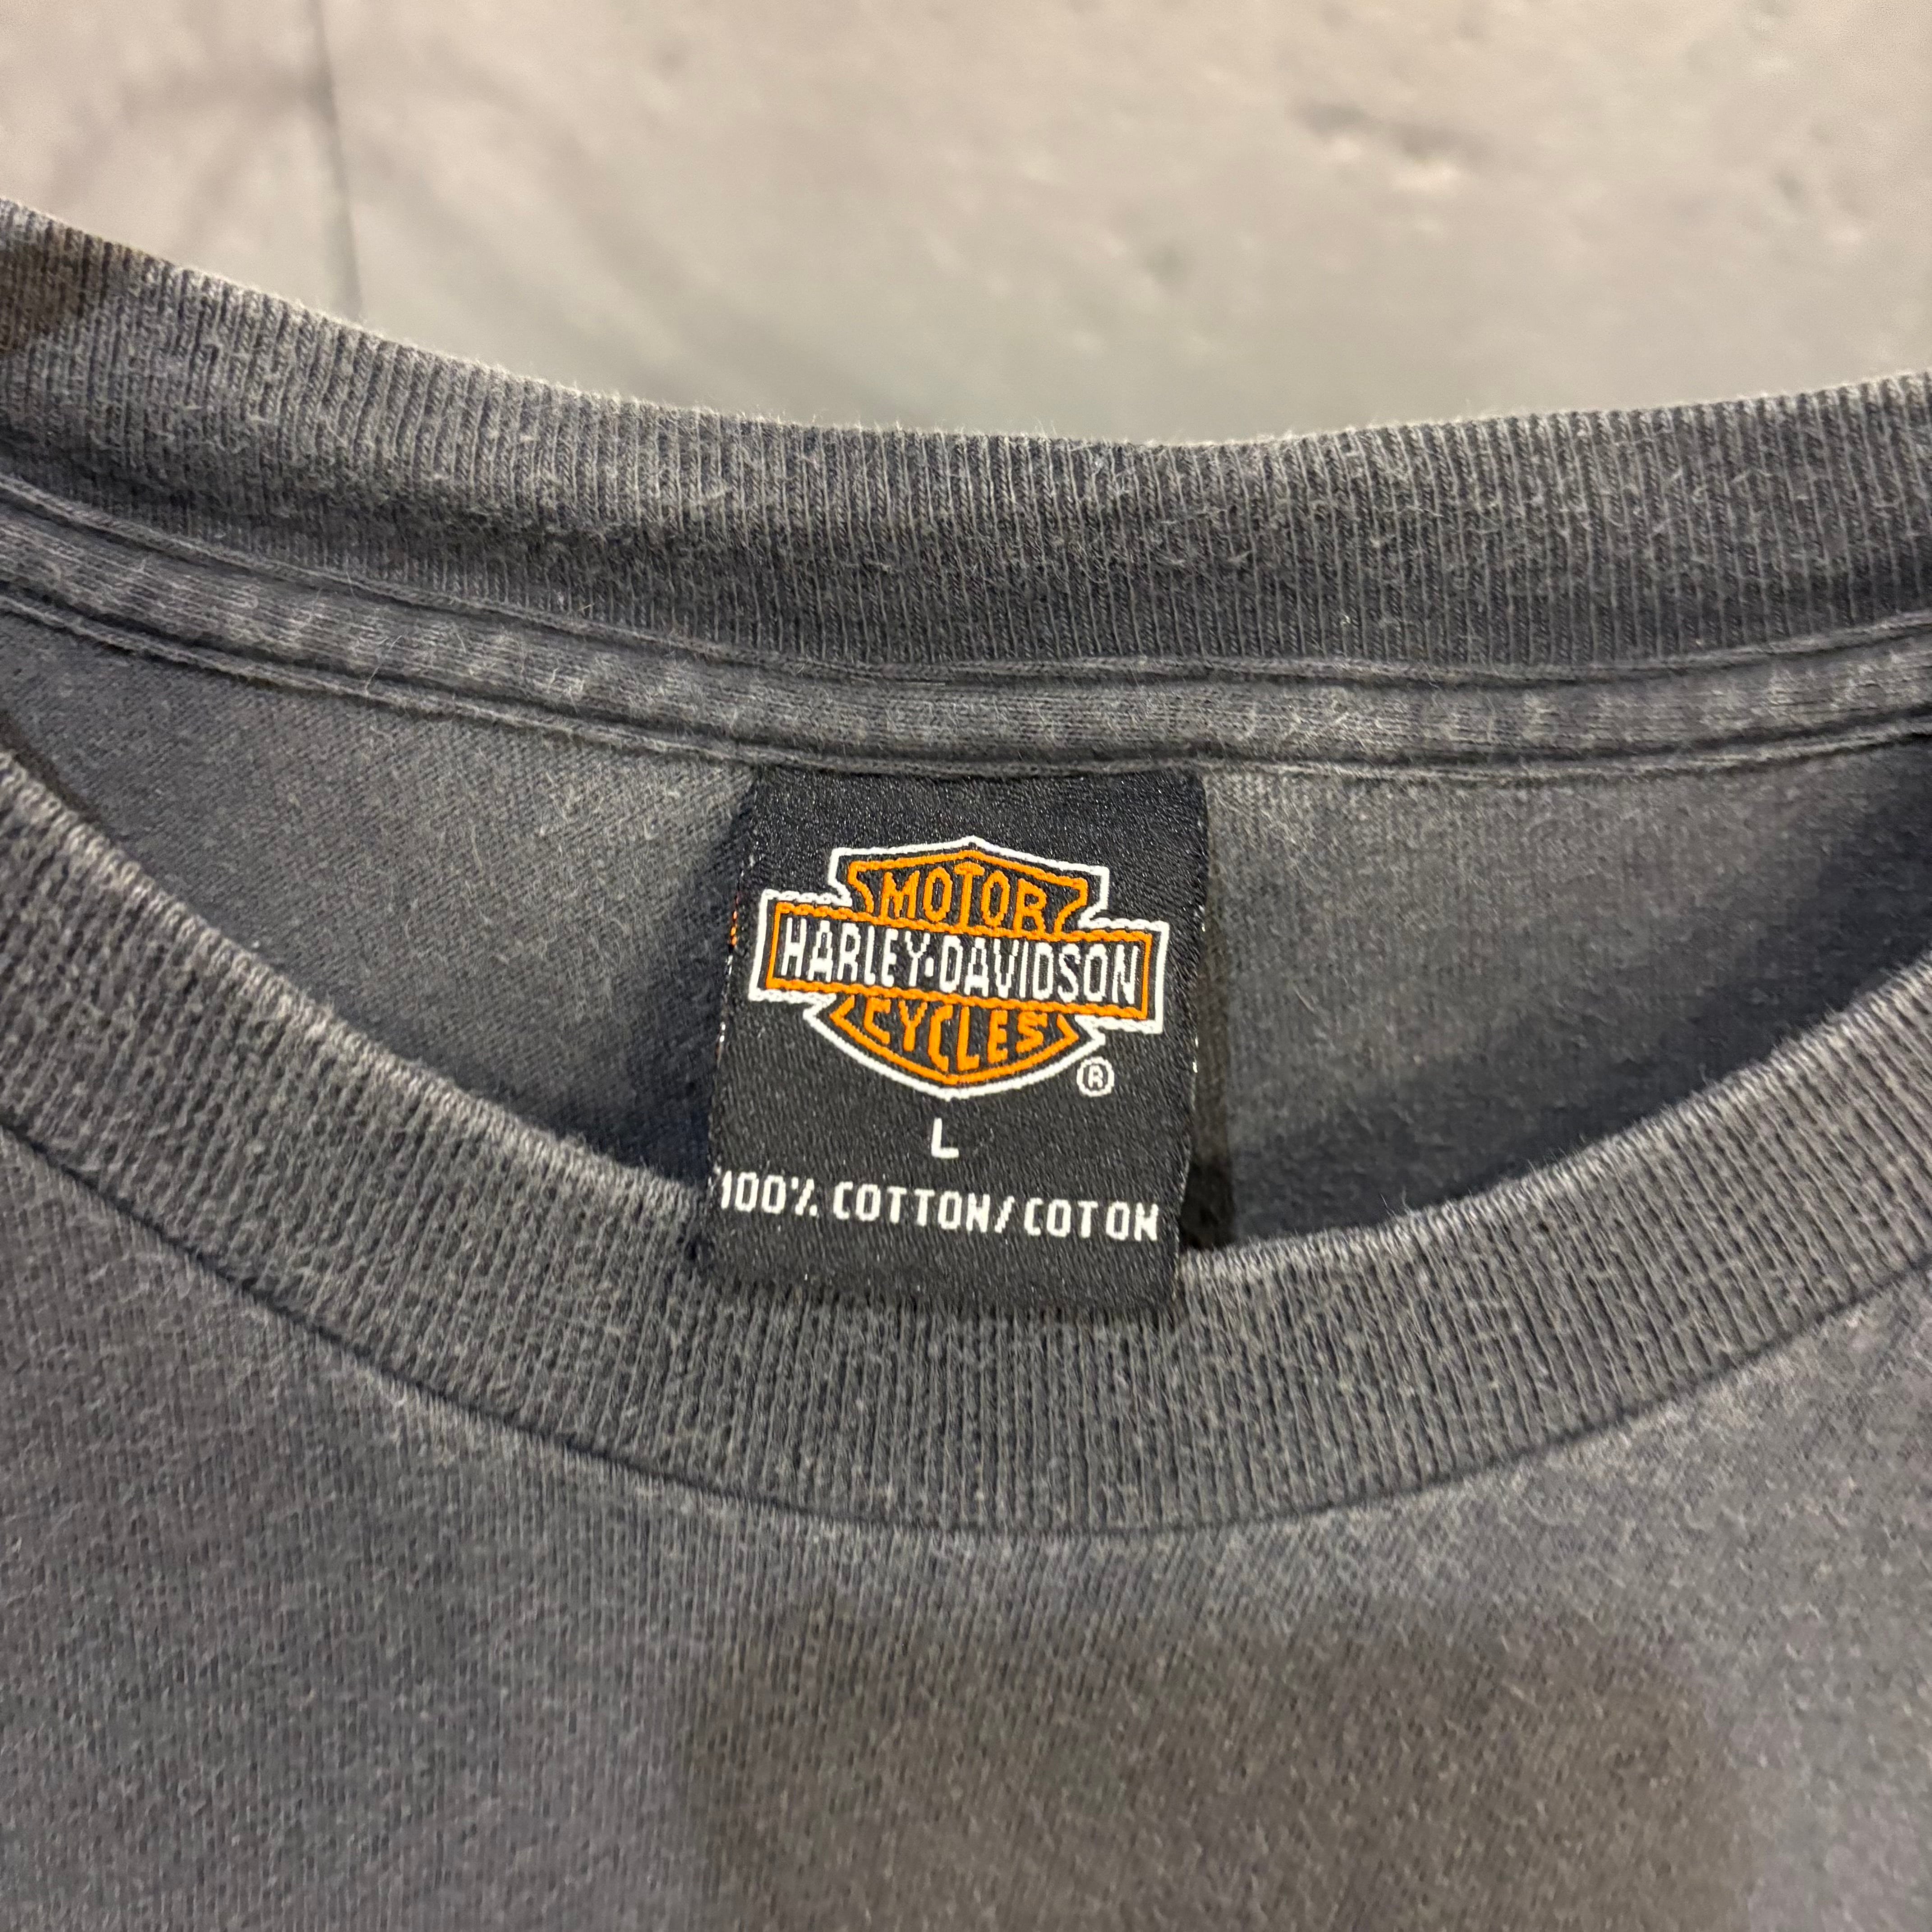 MOTOR
HARLEY-DAVIDSON
CYCLES
®
L
100% COTTON/COTON